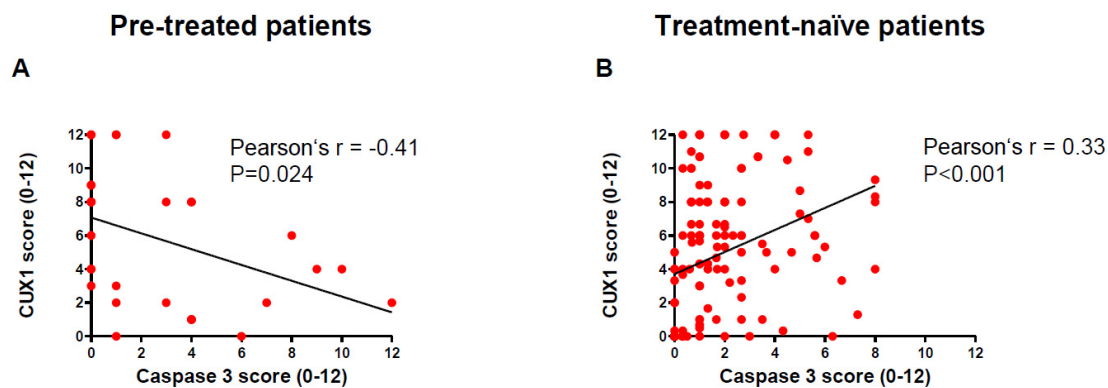 Pre-treated patients
Treatment-naïve patients
A
B
CUX1 score (0-12)
12
10
8
6
4
2
0
Pearson‘s r = -0.41
P=0.024
0 2 4 6 8 10 12
Caspase 3 score (0-12)
CUX1 score (0-12)
12
10
8
6
4
2
0
Pearson‘s r = 0.33
P<0.001
0 2 4 6 8 10 12
Caspase 3 score (0-12)